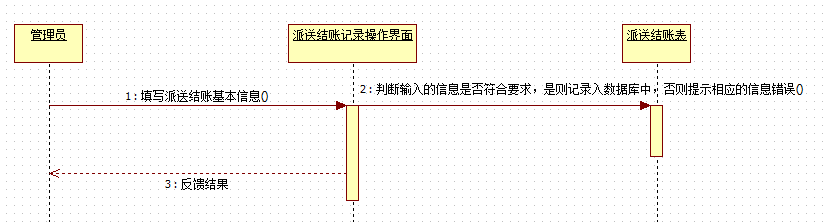 管理员
派送结账记录操作界面
派送结账表
1 : 填写派送结账基本信息()
2 : 判断输入的信息是否符合要求，是则记录入数据库中，否则提示相应的信息错误()
3 : 反馈结果